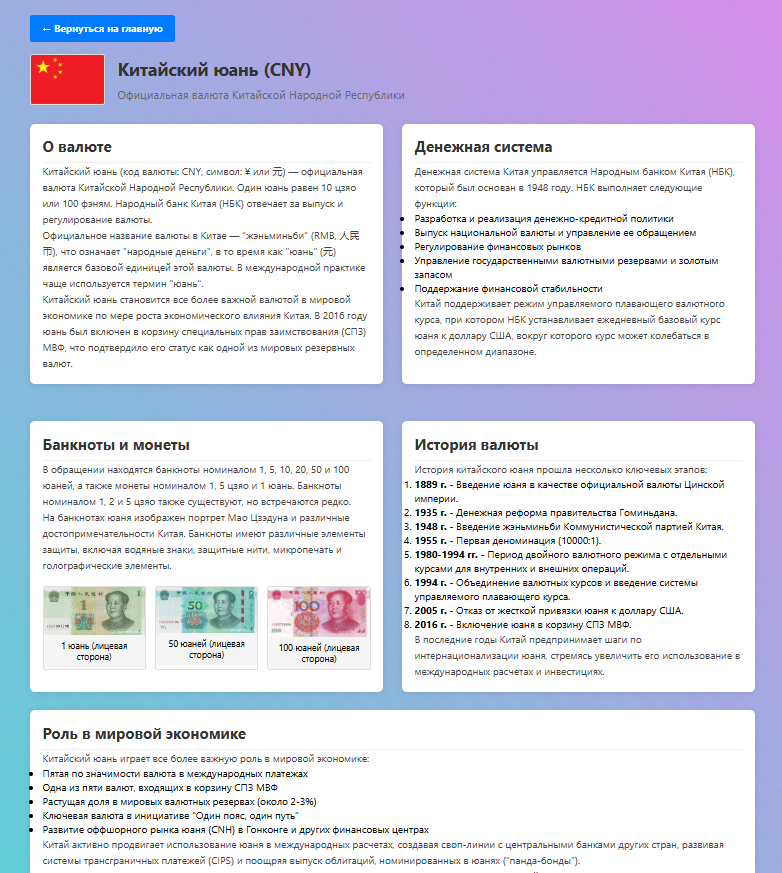 ← Вернуться на главную
Китайский юань (CNY)
Официальная валюта Китайской Народной Республики
О валюте
Китайский юань (код валюты: CNY, символ: ¥ или 元) — официальная
валюта Китайской Народной Республики. Один юань равен 10 цзяо
или 100 фэням. Народный банк Китая (НБК) отвечает за выпуск и
регулирование валюты.
Официальное название валюты в Китае — "жэньминьби" (RMB, 人民
币), что означает "народные деньги", в то время как "юань" (元)
является базовой единицей этой валюты. В международной практике
чаще используется термин "юань".
Китайский юань становится все более важной валютой в мировой
экономике по мере роста экономического влияния Китая. В 2016 году
юань был включен в корзину специальных прав заимствования (СПЗ)
МВФ, что подтвердило его статус как одной из мировых резервных
валют.
Денежная система
Денежная система Китая управляется Народным банком Китая (НБК),
который был основан в 1948 году. НБК выполняет следующие
функции:
Разработка и реализация денежно-кредитной политики
Выпуск национальной валюты и управление ее обращением
Регулирование финансовых рынков
Управление государственными валютными резервами и золотым
запасом
Поддержание финансовой стабильности
Китай поддерживает режим управляемого плавающего валютного
курса, при котором НБК устанавливает ежедневный базовый курс
юаня к доллару США, вокруг которого курс может колебаться в
определенном диапазоне.
Банкноты и монеты
В обращении находятся банкноты номиналом 1, 5, 10, 20, 50 и 100
юаней, а также монеты номиналом 1, 5 цзяо и 1 юань. Банкноты
номиналом 1, 2 и 5 цзяо также существуют, но встречаются редко.
На банкнотах юаня изображен портрет Мао Цзэдуна и различные
достопримечательности Китая. Банкноты имеют различные элементы
защиты, включая водяные знаки, защитные нити, микропечать и
голографические элементы.
1
50
100
1 юань (лицевая
сторона)
50 юаней (лицевая
сторона)
100 юаней (лицевая
сторона)
История валюты
История китайского юаня прошла несколько ключевых этапов:
1. 1889 г. - Введение юаня в качестве официальной валюты Цинской
империи.
2. 1935 г. - Денежная реформа правительства Гоминьдана.
3. 1948 г. - Введение жэньминьби Коммунистической партией Китая.
4. 1955 г. - Первая деноминация (10000:1).
5. 1980-1994 гг. - Период двойного валютного режима с отдельными
курсами для внутренних и внешних операций.
6. 1994 г. - Объединение валютных курсов и введение системы
управляемого плавающего курса.
7. 2005 г. - Отказ от жесткой привязки юаня к доллару США.
8. 2016 г. - Включение юаня в корзину СПЗ МВФ.
В последние годы Китай предпринимает шаги по
интернационализации юаня, стремясь увеличить его использование в
международных расчетах и инвестициях.
Роль в мировой экономике
Китайский юань играет все более важную роль в мировой экономике:
Пятая по значимости валюта в международных платежах
Одна из пяти валют, входящих в корзину СПЗ МВФ
Растущая доля в мировых валютных резервах (около 2-3%)
Ключевая валюта в инициативе "Один пояс, один путь"
Развитие оффшорного рынка юаня (CNH) в Гонконге и других финансовых центрах
Китай активно продвигает использование юаня в международных расчетах, создавая своп-линии с центральными банками других стран, развивая
системы трансграничных платежей (CIPS) и поощряя выпуск облигаций, номинированных в юанях ("панда-бонды").